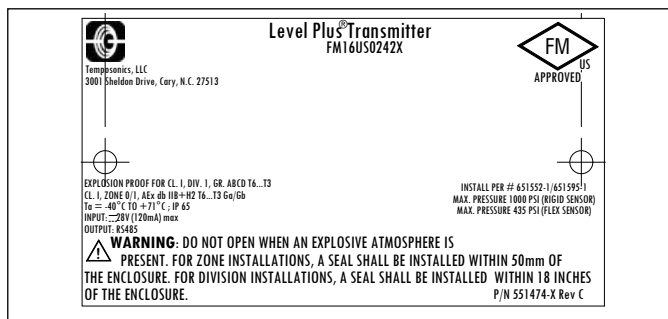 Level Plus® Transmitter
FM16US0242X
FM
US
APPROVED
Temposonics, LLC
3001 Sheldon Drive, Cary, N.C. 27513
EXPLOSION PROOF FOR CL. I, DIV. 1, GR. ABCD T6...T3
CL. I, ZONE 0/1, AEx db IIB+H2 T6...T3 Ga/Gb
Ta = -40°C TO +71°C ; IP 65
INPUT: ⎓28V (120mA) max
OUTPUT: RS485
INSTALL PER # 651552-1/651595-1
MAX. PRESSURE 1000 PSI (RIGID SENSOR)
MAX. PRESSURE 435 PSI (FLEX SENSOR)
WARNING: DO NOT OPEN WHEN AN EXPLOSIVE ATMOSPHERE IS
PRESENT. FOR ZONE INSTALLATIONS, A SEAL SHALL BE INSTALLED WITHIN 50mm OF
THE ENCLOSURE. FOR DIVISION INSTALLATIONS, A SEAL SHALL BE INSTALLED WITHIN 18 INCHES
OF THE ENCLOSURE.
P/N 551474-X Rev C